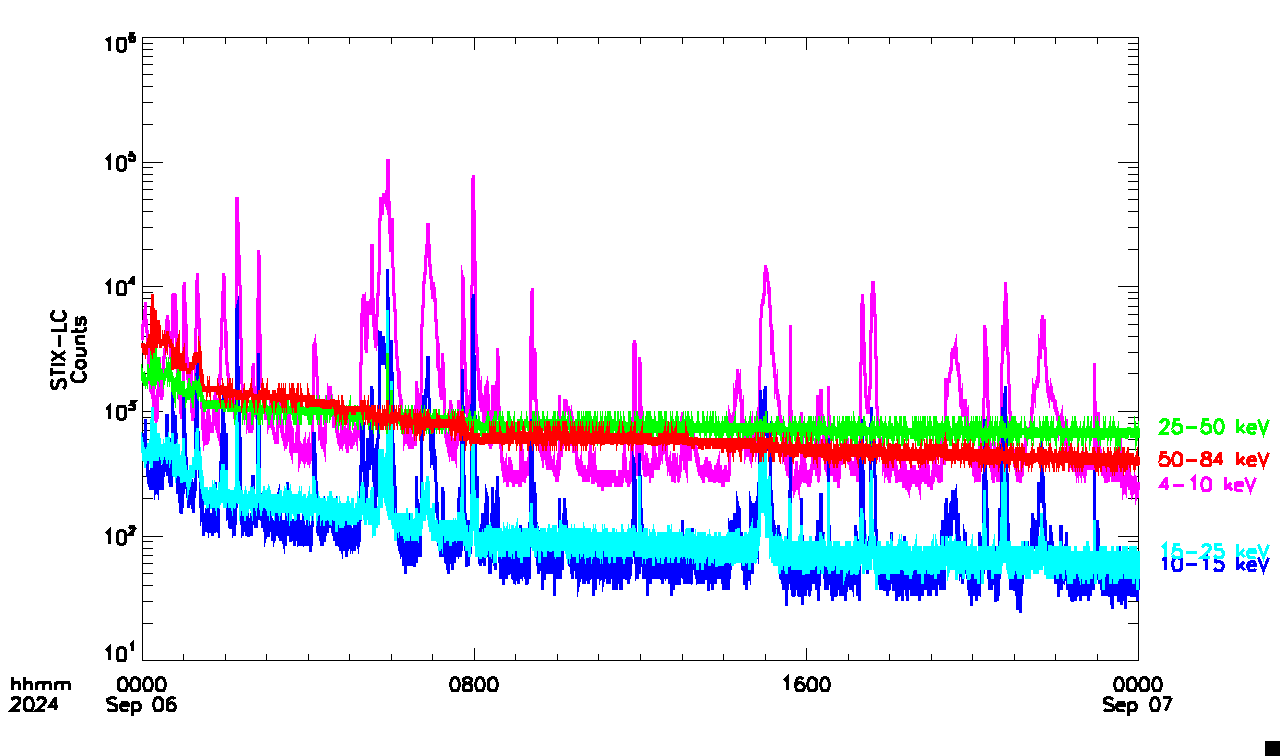 10⁶
10⁵
10⁴
10³
10²
10¹
STIX-LC
Counts
25-50 keV
50-84 keV
4-10 keV
15-25 keV
10-15 keV
hhmm 0000 0800 1600 0000
2024 Sep 06 Sep 07